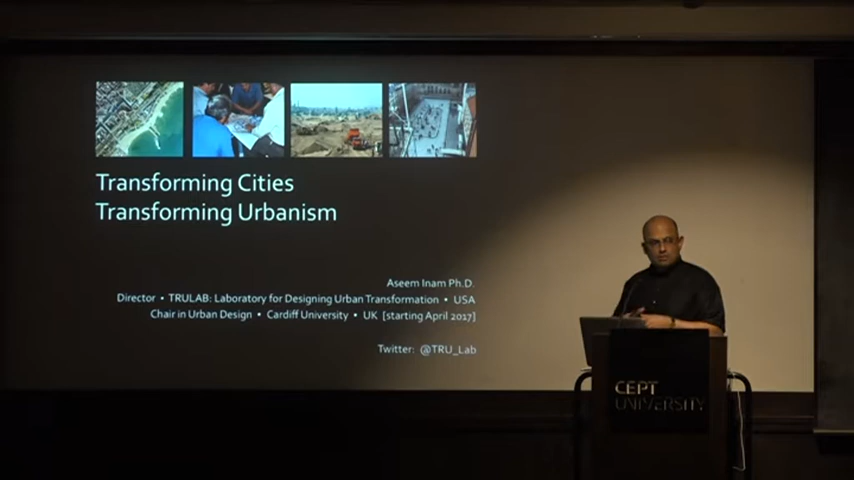 Transforming Cities
Transforming Urbanism
Aseem Inam Ph.D.
Director • TRULAB: Laboratory for Designing Urban Transformation • USA
Chair in Urban Design • Cardiff University • UK [starting April 2017]
Twitter: @TRU_Lab
CEPT
UNIVERSITY